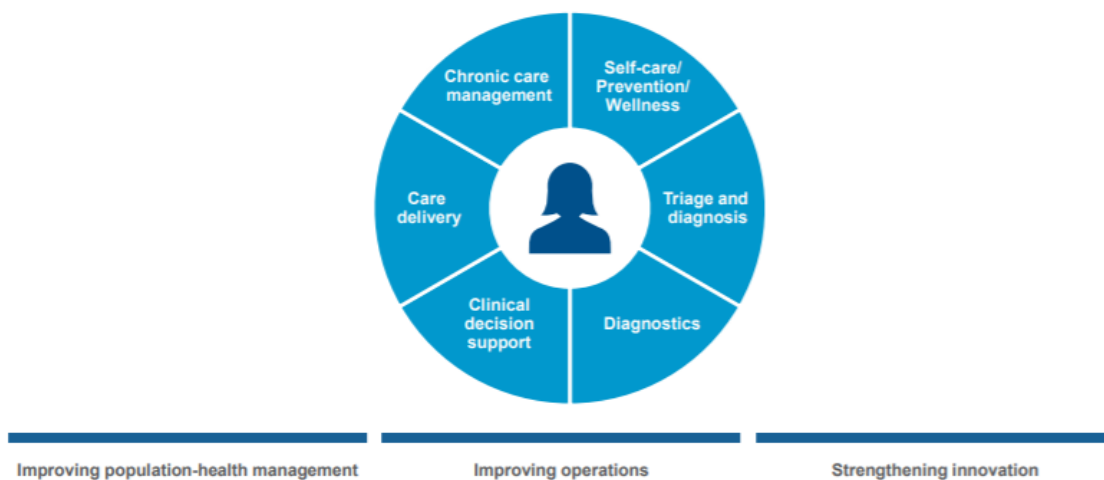 Chronic care
management
Self-care/
Prevention/
Wellness
Care
delivery
Triage and
diagnosis
Clinical
decision
support
Diagnostics
Improving population-health management
Improving operations
Strengthening innovation